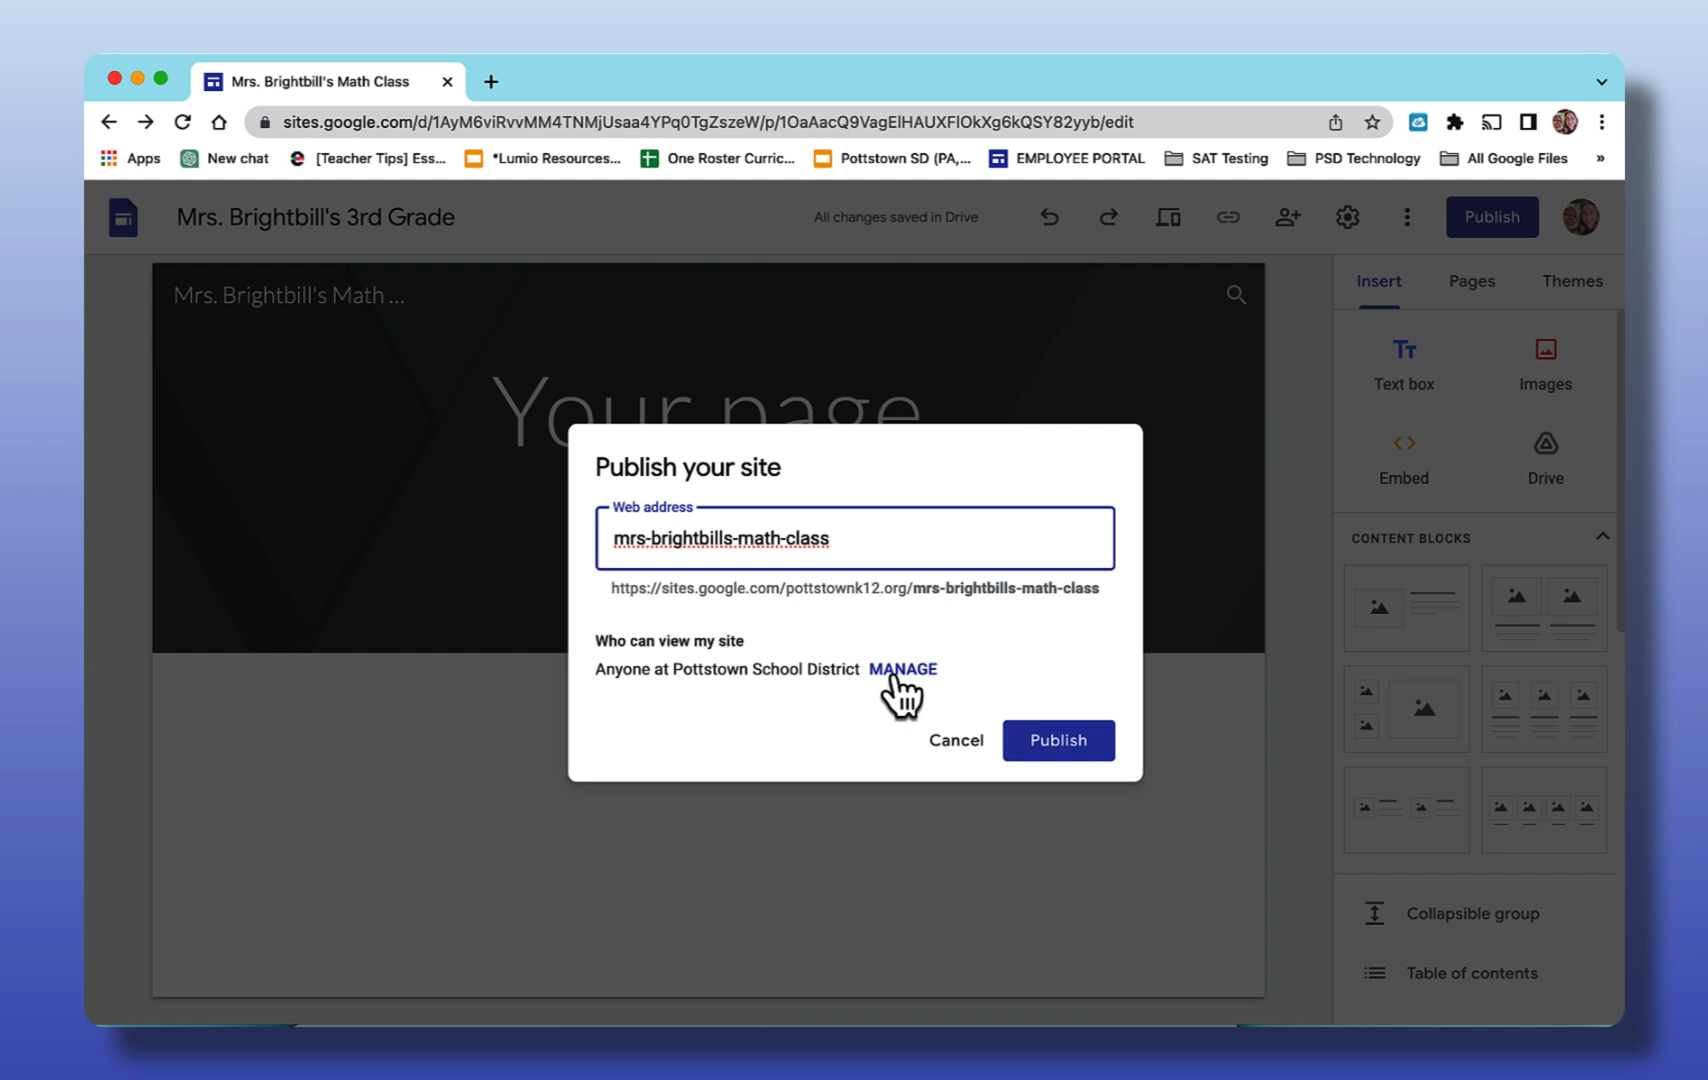 Mrs. Brightbill's Math Class
sites.google.com/d/1AyM6viRvvMM4TNMjUsaa4YPq0TgZszeW/p/1OaAacQ9VagElHAUXFlOkXg6kQSY82yyb/edit
Apps New chat [Teacher Tips] Ess... *Lumio Resources... One Roster Curric... Pottstown SD (PA,... EMPLOYEE PORTAL SAT Testing PSD Technology All Google Files »
Mrs. Brightbill's 3rd Grade
All changes saved in Drive
Publish
Insert Pages Themes
Mrs. Brightbill's Math ...
Your page
Text box Images
Embed Drive
CONTENT BLOCKS
Collapsible group
Table of contents
Publish your site
Web address
mrs-brightbills-math-class
https://sites.google.com/pottstownk12.org/mrs-brightbills-math-class
Who can view my site
Anyone at Pottstown School District MANAGE
Cancel Publish